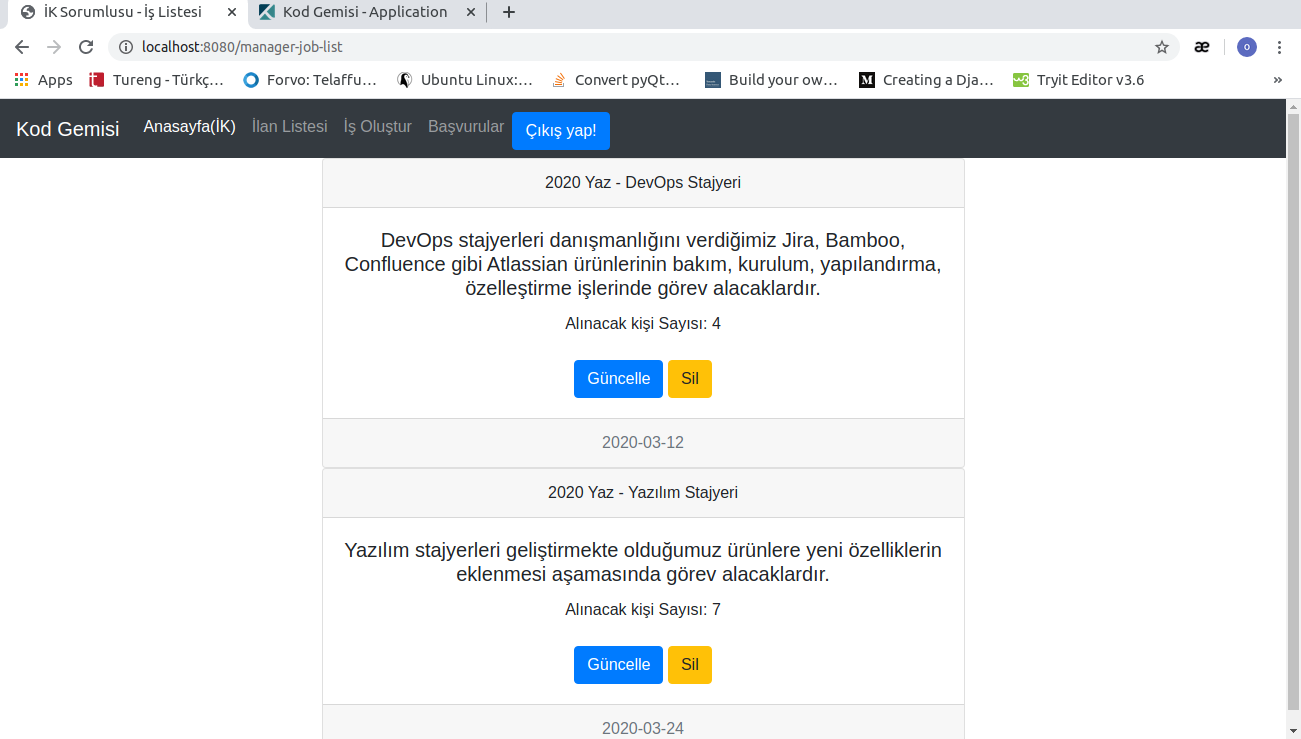 İK Sorumlusu - İş Listesi
Kod Gemisi - Application
localhost:8080/manager-job-list
Apps
Tureng - Türkç...
Forvo: Telaffu...
Ubuntu Linux:...
Convert pyQt...
Build your ow...
Creating a Dja...
Tryit Editor v3.6
Kod Gemisi
Anasayfa(İK)
İlan Listesi
İş Oluştur
Başvurular
Çıkış yap!
2020 Yaz - DevOps Stajyeri
DevOps stajyerleri danışmanlığını verdiğimiz Jira, Bamboo,
Confluence gibi Atlassian ürünlerinin bakım, kurulum, yapılandırma,
özelleştirme işlerinde görev alacaklardır.
Alınacak kişi Sayısı: 4
Güncelle
Sil
2020-03-12
2020 Yaz - Yazılım Stajyeri
Yazılım stajyerleri geliştirmekte olduğumuz ürünlere yeni özelliklerin
eklenmesi aşamasında görev alacaklardır.
Alınacak kişi Sayısı: 7
Güncelle
Sil
2020-03-24